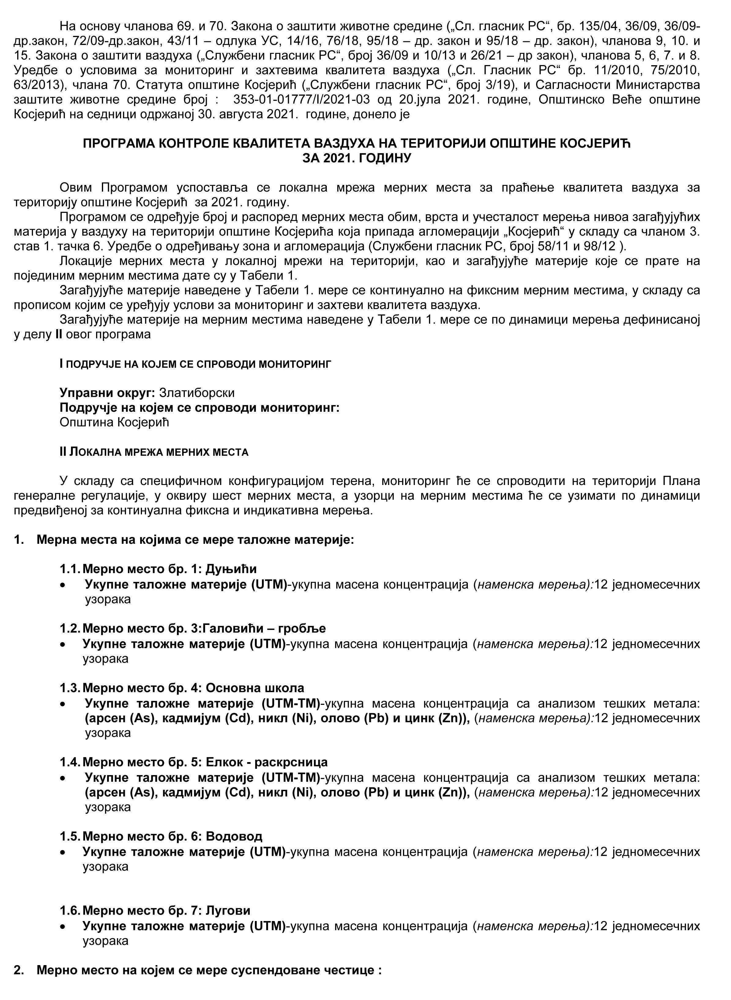 На основу чланова 69. и 70. Закона о заштити животне средине („Сл. гласник РС“, бр. 135/04, 36/09, 36/09-
др.закон, 72/09-др.закон, 43/11 – одлука УС, 14/16, 76/18, 95/18 – др. закон и 95/18 – др. закон), чланова 9, 10. и
15. Закона о заштити ваздуха („Службени гласник РС“, број 36/09 и 10/13 и 26/21 – др закон), чланова 5, 6, 7. и 8.
Уредбе о условима за мониторинг и захтевима квалитета ваздуха („Сл. Гласник РС“ бр. 11/2010, 75/2010,
63/2013), члана 70. Статута општине Косјерић („Службени гласник РС“, број 3/19), и Сагласности Министарства
заштите животне средине број :  353-01-01777/I/2021-03 од 20.јула 2021. године, Општинско Веће општине
Косјерић на седници одржаној 30. августа 2021.  године, донело је
ПРОГРАМА КОНТРОЛЕ КВАЛИТЕТА ВАЗДУХА НА ТЕРИТОРИЈИ ОПШТИНЕ КОСЈЕРИЋ
ЗА 2021. ГОДИНУ
Овим Програмом успоставља се локална мрежа мерних места за праћење квалитета ваздуха за
територију општине Косјерић  за 2021. годину.
Програмом се одређује број и распоред мерних места обим, врста и учесталост мерења нивоа загађујућих
материја у ваздуху на територији општине Косјерића која припада агломерацији „Косјерић“ у складу са чланом 3.
став 1. тачка 6. Уредбе о одређивању зона и агломерација (Службени гласник РС, број 58/11 и 98/12 ).
Локације мерних места у локалној мрежи на територији, као и загађујуће материје које се прате на
појединим мерним местима дате су у Табели 1.
Загађујуће материје наведене у Табели 1. мере се континуално на фиксним мерним местима, у складу са
прописом којим се уређују услови за мониторинг и захтеви квалитета ваздуха.
Загађујуће материје на мерним местима наведене у Табели 1. мере се по динамици мерења дефинисаној
у делу II овог програма
I ПОДРУЧЈЕ НА КОЈЕМ СЕ СПРОВОДИ МОНИТОРИНГ
Управни округ: Златиборски
Подручје на којем се спроводи мониторинг:
Општина Косјерић
II ЛОКАЛНА МРЕЖА МЕРНИХ МЕСТА
У складу са специфичном конфигурацијом терена, мониторинг ће се спроводити на територији Плана
генералне регулације, у оквиру шест мерних места, а узорци на мерним местима ће се узимати по динамици
предвиђеној за континуална фиксна и индикативна мерења.
1. Мерна места на којима се мере таложне материје:
1.1. Мерно место бр. 1: Дуњићи
• Укупне таложне материје (UTM)-укупна масена концентрација (наменска мерења):12 једномесечних
узорака
1.2. Мерно место бр. 3:Галовићи – гробље
• Укупне таложне материје (UTM)-укупна масена концентрација (наменска мерења):12 једномесечних
узорака
1.3. Мерно место бр. 4: Основна школа
• Укупне таложне материје (UTM-TM)-укупна масена концентрација са анализом тешких метала:
(арсен (As), кадмијум (Cd), никл (Ni), олово (Pb) и цинк (Zn)), (наменска мерења):12 једномесечних
узорака
1.4. Мерно место бр. 5: Елкок - раскрсница
• Укупне таложне материје (UTM-TM)-укупна масена концентрација са анализом тешких метала:
(арсен (As), кадмијум (Cd), никл (Ni), олово (Pb) и цинк (Zn)), (наменска мерења):12 једномесечних
узорака
1.5. Мерно место бр. 6: Водовод
• Укупне таложне материје (UTM)-укупна масена концентрација (наменска мерења):12 једномесечних
узорака
1.6. Мерно место бр. 7: Лугови
• Укупне таложне материје (UTM)-укупна масена концентрација (наменска мерења):12 једномесечних
узорака
2. Мерно место на којем се мере суспендоване честице :